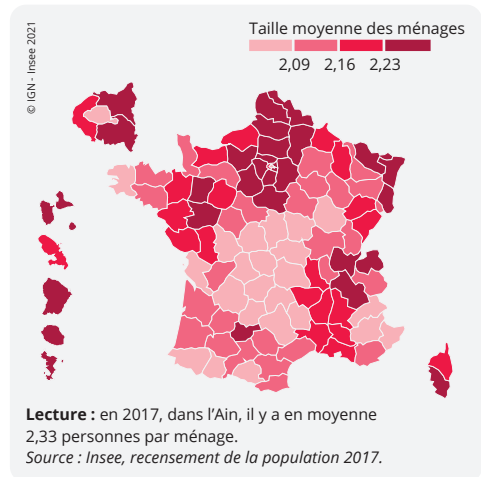 © IGN - Insee 2021
Taille moyenne des ménages
2,09 2,16 2,23
Lecture : en 2017, dans l’Ain, il y a en moyenne
2,33 personnes par ménage.
Source : Insee, recensement de la population 2017.